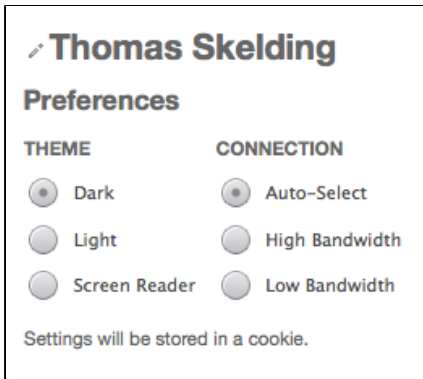 Thomas Skelding
Preferences
THEME CONNECTION
Dark Auto-Select
Light High Bandwidth
Screen Reader Low Bandwidth
Settings will be stored in a cookie.